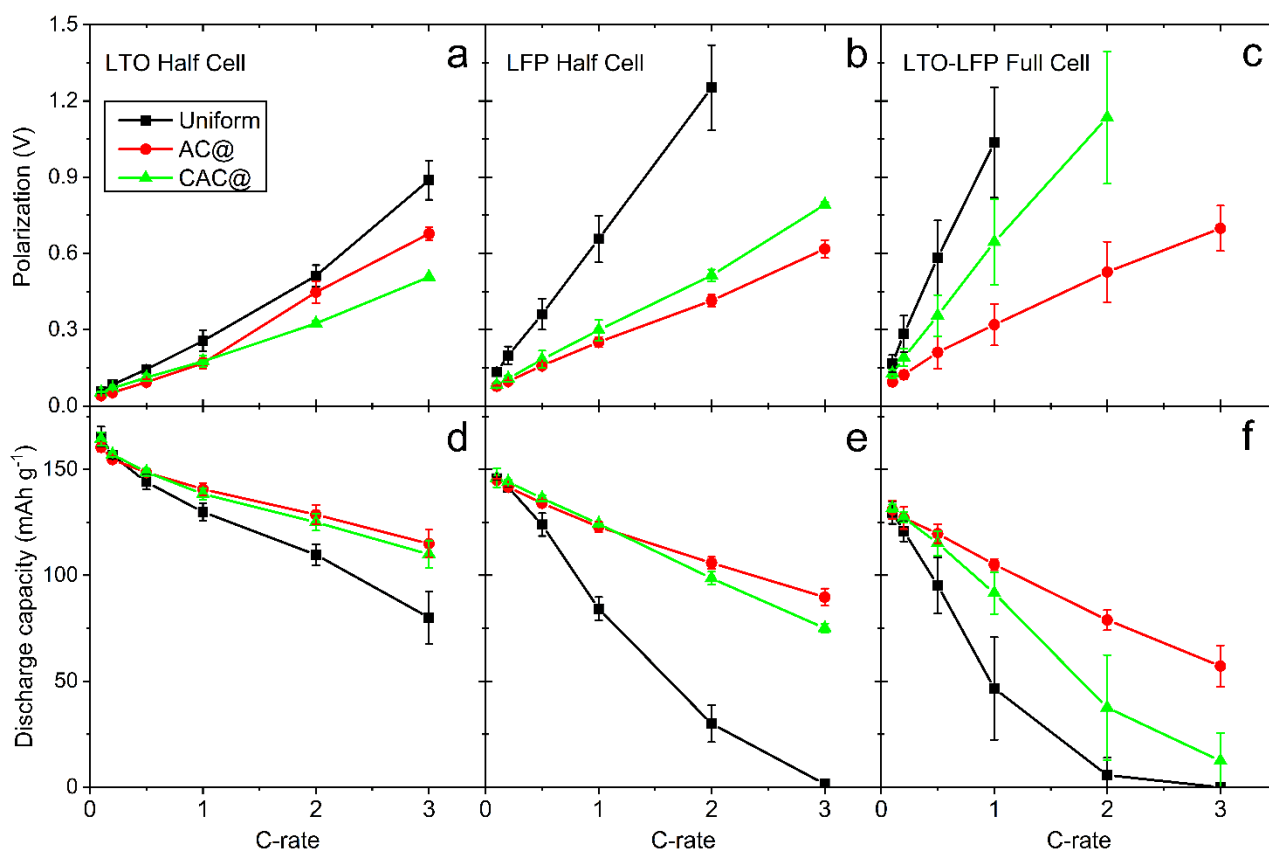 1.5
1.2
0.9
0.6
0.3
0.0
Polarization (V)
LTO Half Cell
a
Uniform
AC@
CAC@
LFP Half Cell
b
LTO-LFP Full Cell
c
150
100
50
0
Discharge capacity (mAh g⁻¹)
d
e
f
0 1 2 3
0 1 2 3
0 1 2 3
C-rate
C-rate
C-rate